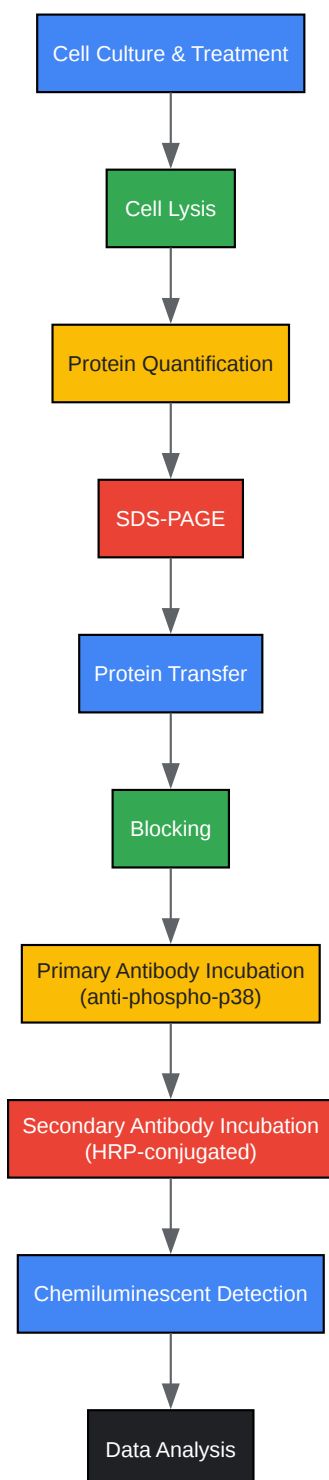 Cell Culture & Treatment
Cell Lysis
Protein Quantification
SDS-PAGE
Protein Transfer
Blocking
Primary Antibody Incubation
(anti-phospho-p38)
Secondary Antibody Incubation
(HRP-conjugated)
Chemiluminescent Detection
Data Analysis